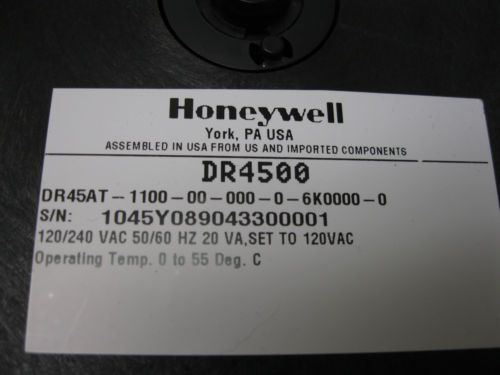 Honeywell
York, PA USA
ASSEMBLED IN USA FROM US AND IMPORTED COMPONENTS
DR4500
DR45AT-1100-00-000-0-6K0000-0
S/N: 1045Y089043300001
120/240 VAC 50/60 HZ 20 VA,SET TO 120VAC
Operating Temp. 0 to 55 Deg. C